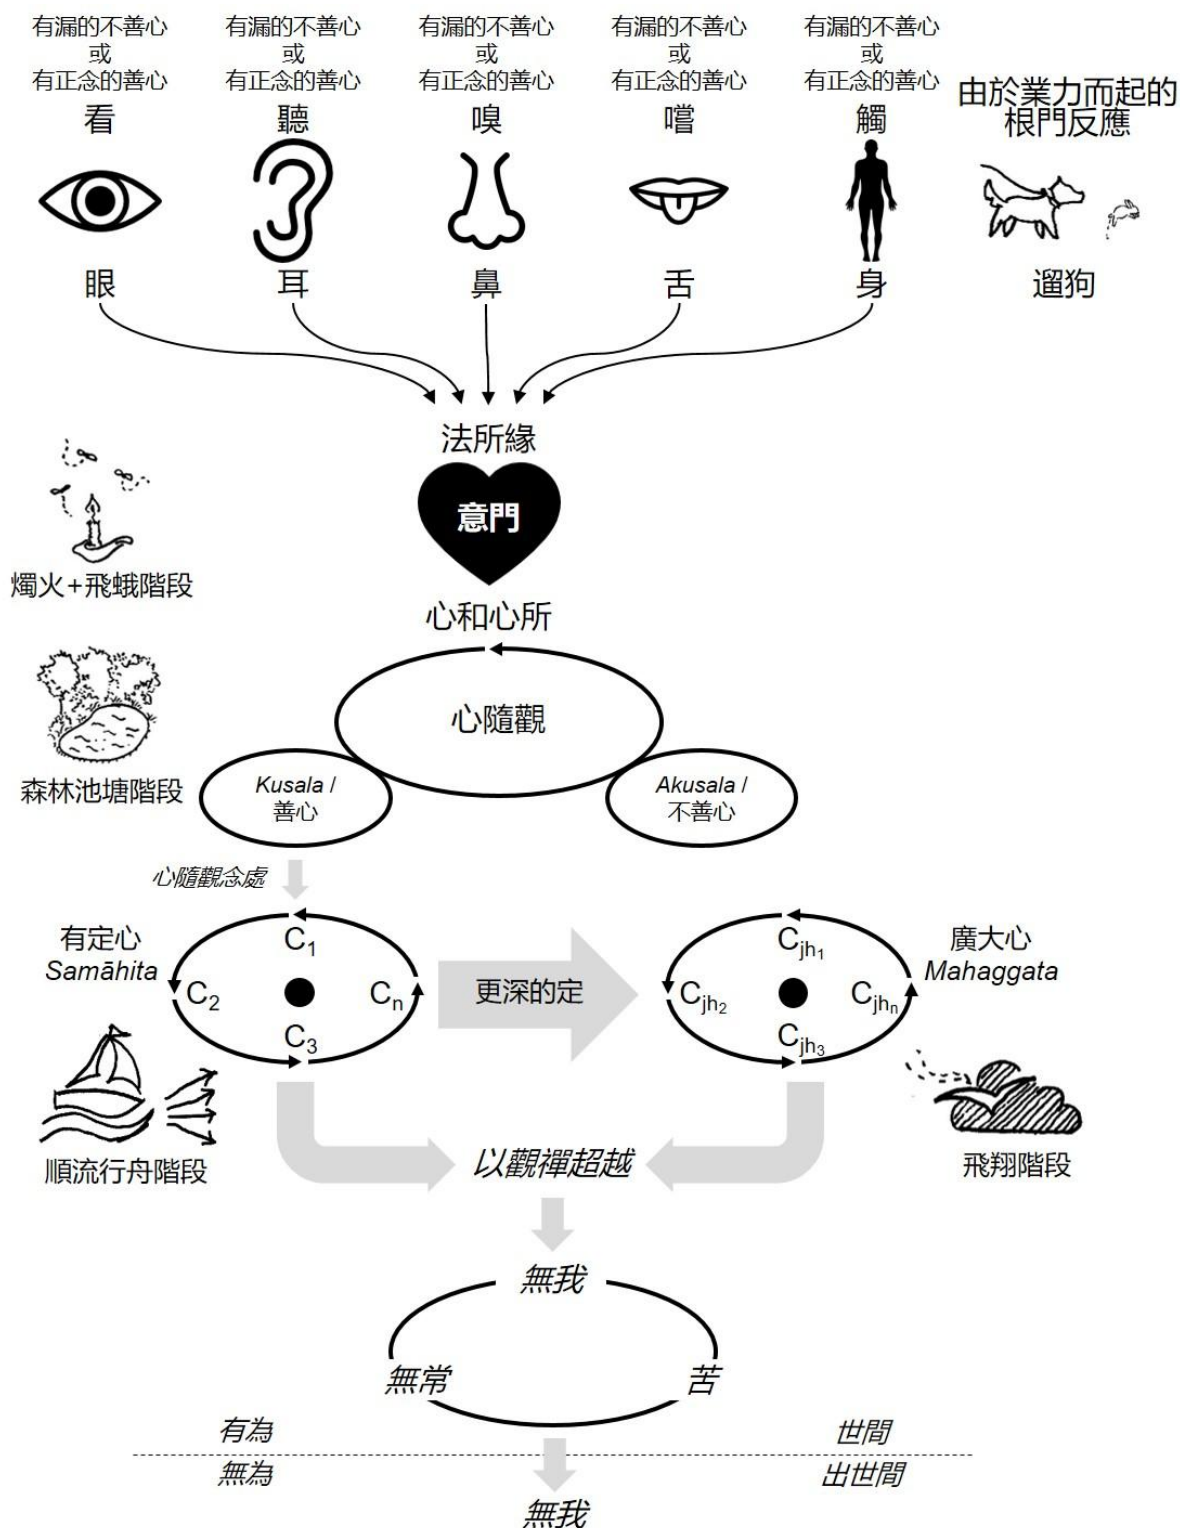 有漏的不善心
或
有正念的善心
看
有漏的不善心
或
有正念的善心
聽
有漏的不善心
或
有正念的善心
嗅
有漏的不善心
或
有正念的善心
嚐
有漏的不善心
或
有正念的善心
觸
由於業力而起的
根門反應
眼
耳
鼻
舌
身
遛狗
法所緣
意門
燭火+飛蛾階段
心和心所
心隨觀
森林池塘階段
Kusala /
善心
Akusala /
不善心
心隨觀念處
有定心
Samāhita
C1
C2
Cn
C3
更深的定
Cjh1
Cjh2
Cjhn
Cjh3
廣大心
Mahaggata
順流行舟階段
以觀禪超越
飛翔階段
無我
無常
苦
有為
世間
無為
出世間
無我